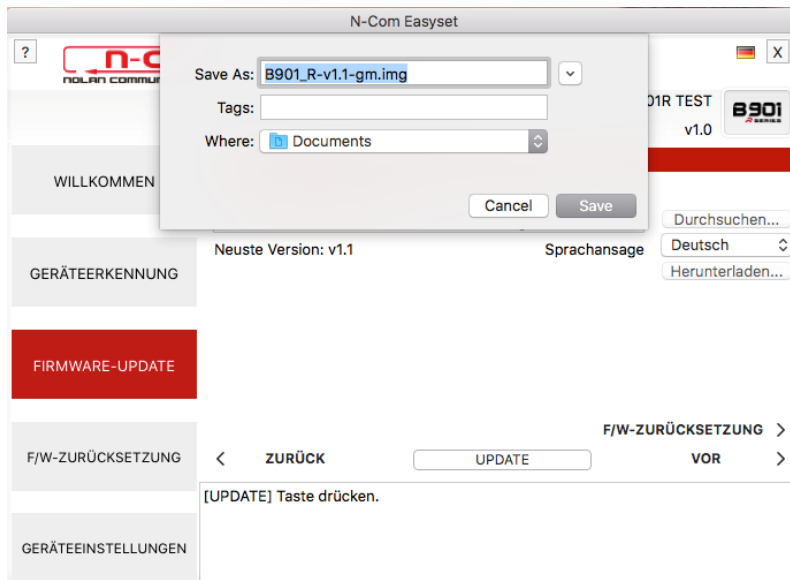 N-Com Easyset
?
n-c
NOLAN COMMUN
X
Save As: B901_R-v1.1-gm.img
Tags:
Where: Documents
Cancel Save
01R TEST
v1.0
B901
R SERIES
WILLKOMMEN
Durchsuchen...
Neuste Version: v1.1 Sprachansage Deutsch
Herunterladen...
GERÄTEERKENNUNG
FIRMWARE-UPDATE
F/W-ZURÜCKSETZUNG >
F/W-ZURÜCKSETZUNG
< ZURÜCK UPDATE VOR >
[UPDATE] Taste drücken.
GERÄTEEINSTELLUNGEN